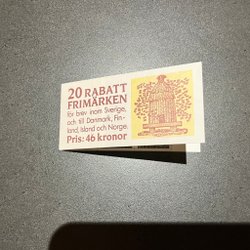 20 RABATT
FRIMÄRKEN
för brev inom Sverige,
och till Danmark, Fin-
land, Island och Norge.
Pris: 46 kronor